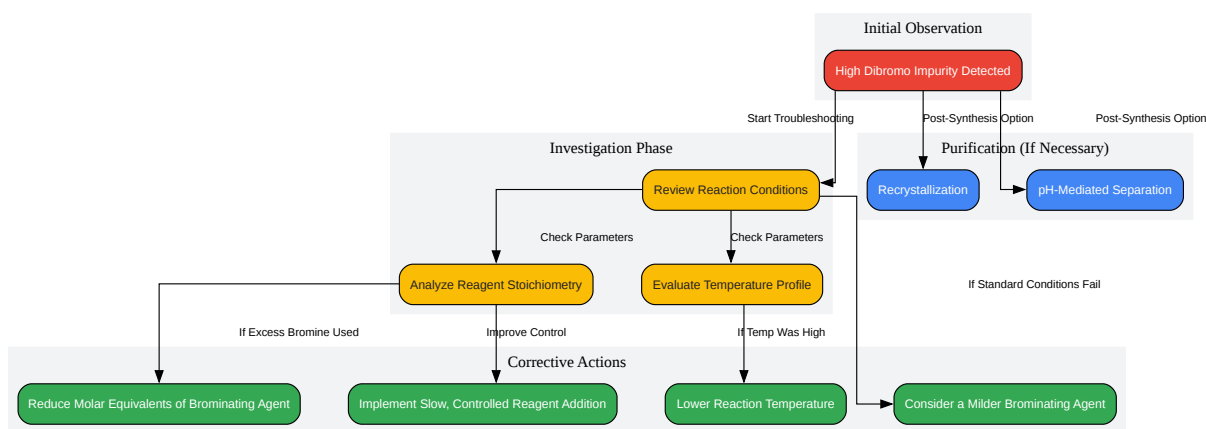 Initial Observation
High Dibromo Impurity Detected
Start Troubleshooting
Post-Synthesis Option
Post-Synthesis Option
Investigation Phase
Purification (If Necessary)
Review Reaction Conditions
Recrystallization
pH-Mediated Separation
Check Parameters
Check Parameters
Analyze Reagent Stoichiometry
Evaluate Temperature Profile
If Standard Conditions Fail
If Excess Bromine Used
Improve Control
If Temp Was High
Corrective Actions
Reduce Molar Equivalents of Brominating Agent
Implement Slow, Controlled Reagent Addition
Lower Reaction Temperature
Consider a Milder Brominating Agent